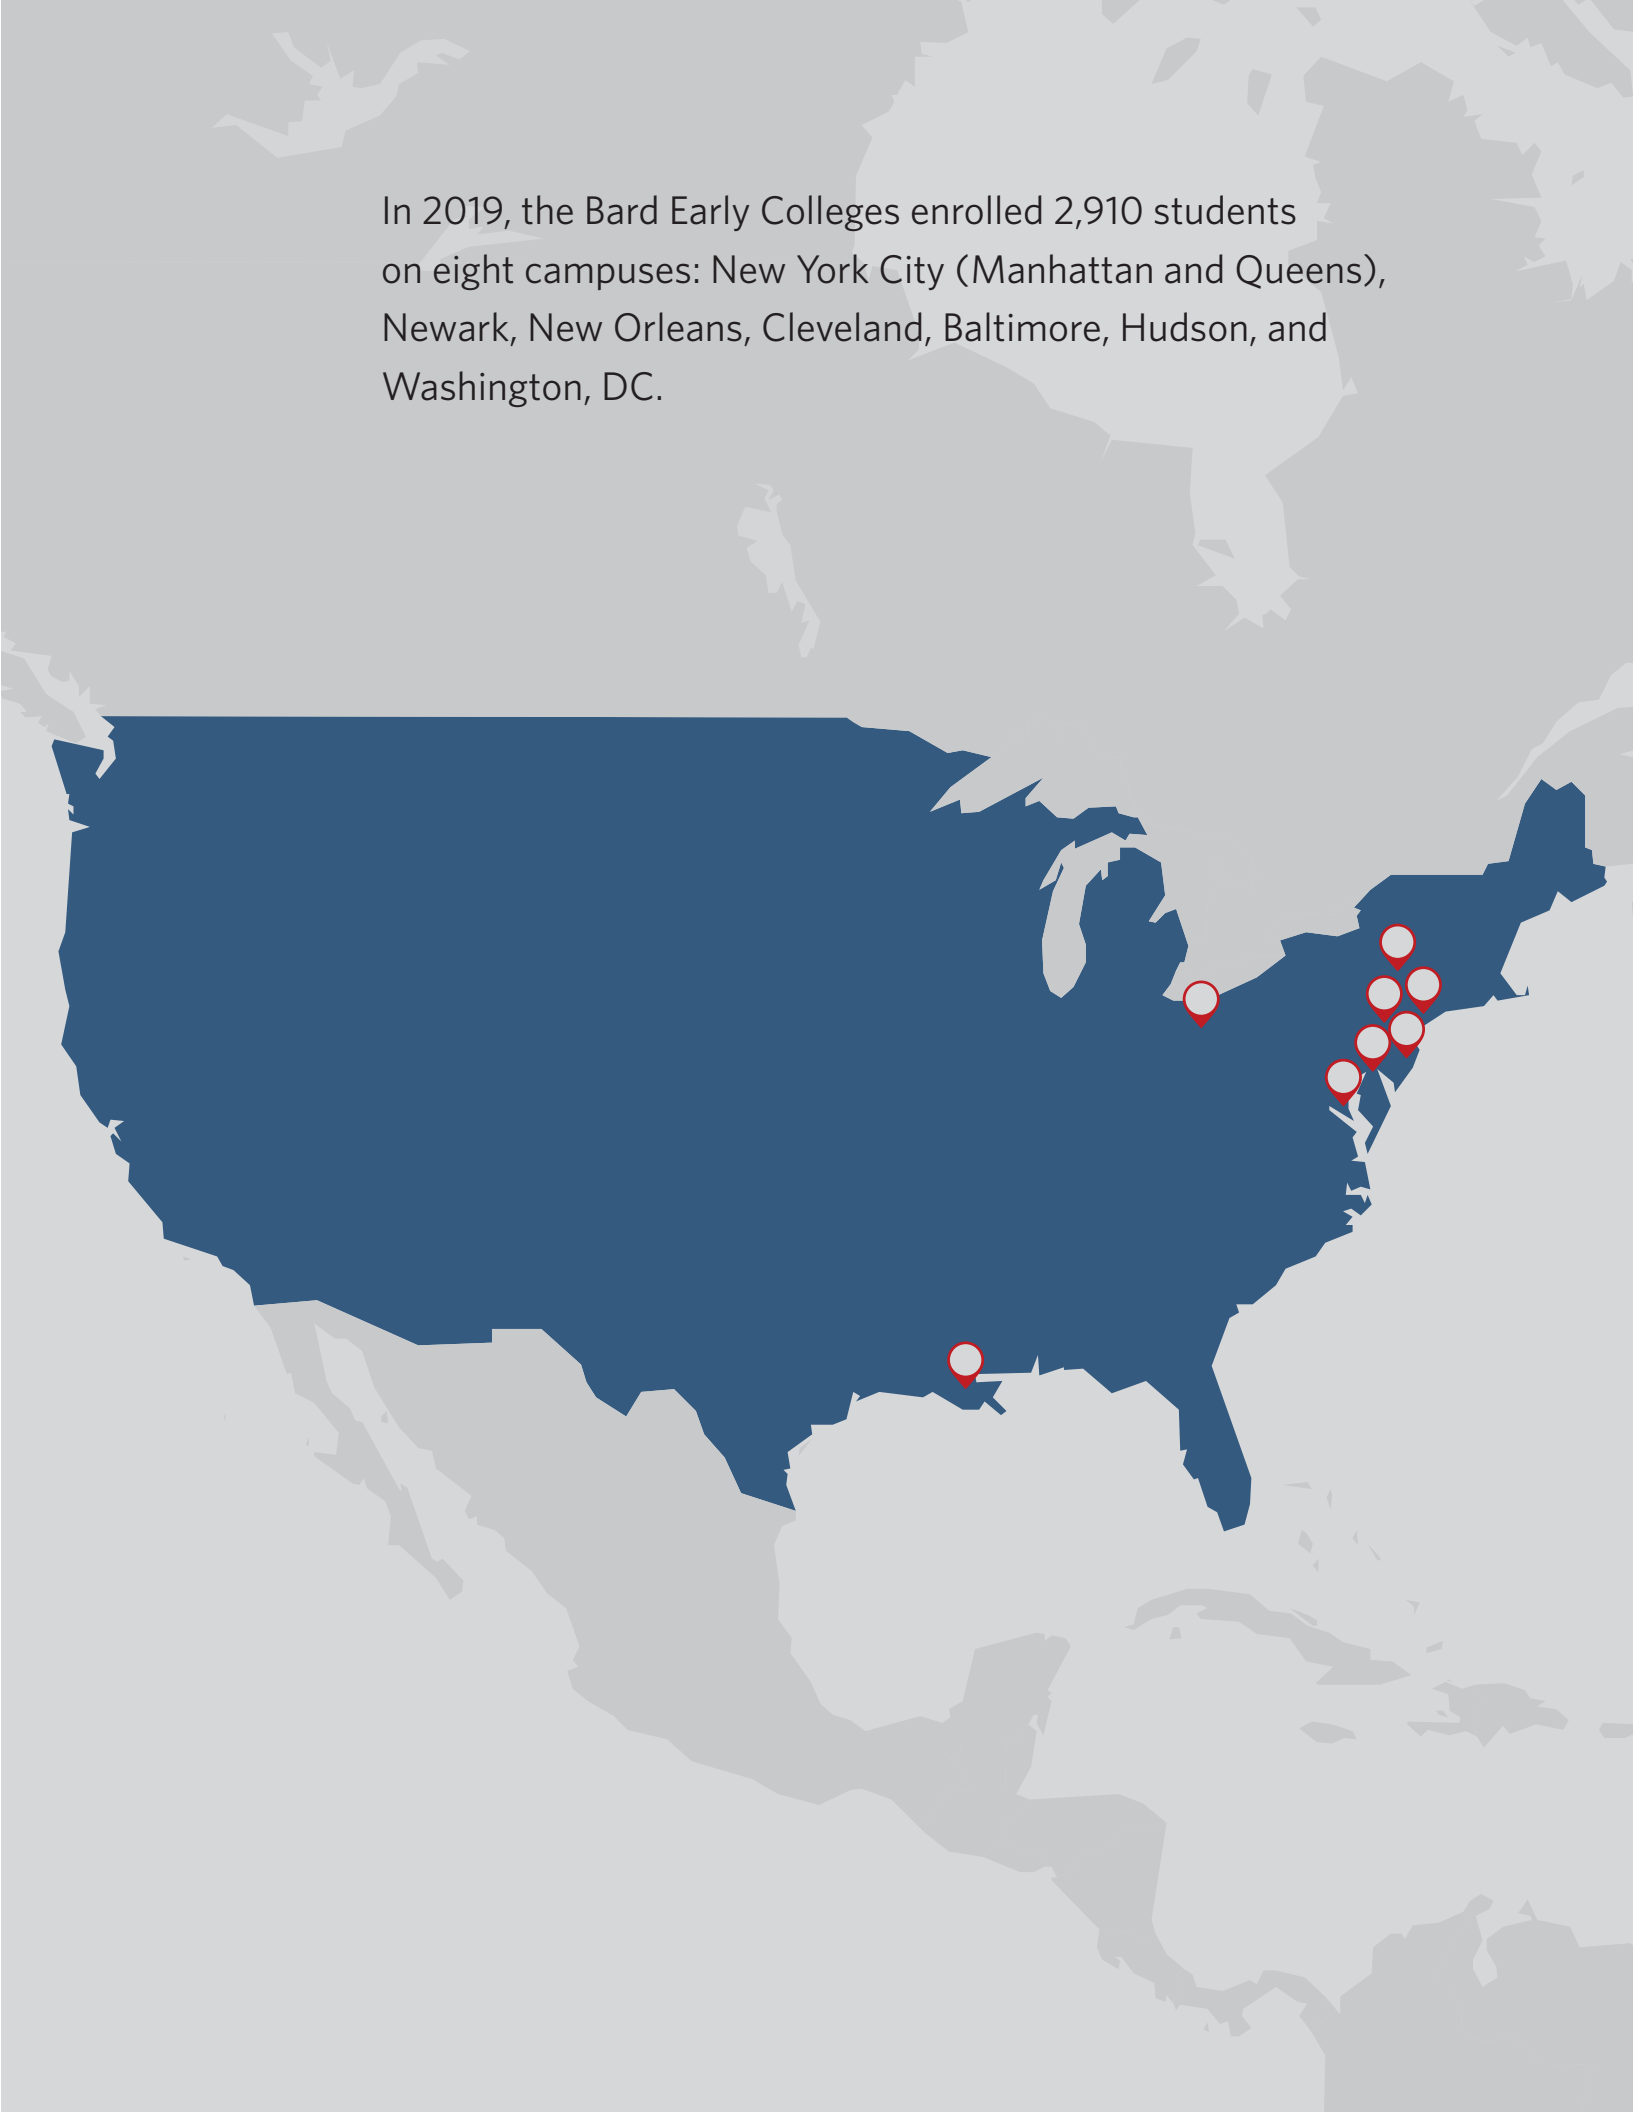 In 2019, the Bard Early Colleges enrolled 2,910 students
on eight campuses: New York City (Manhattan and Queens),
Newark, New Orleans, Cleveland, Baltimore, Hudson, and
Washington, DC.